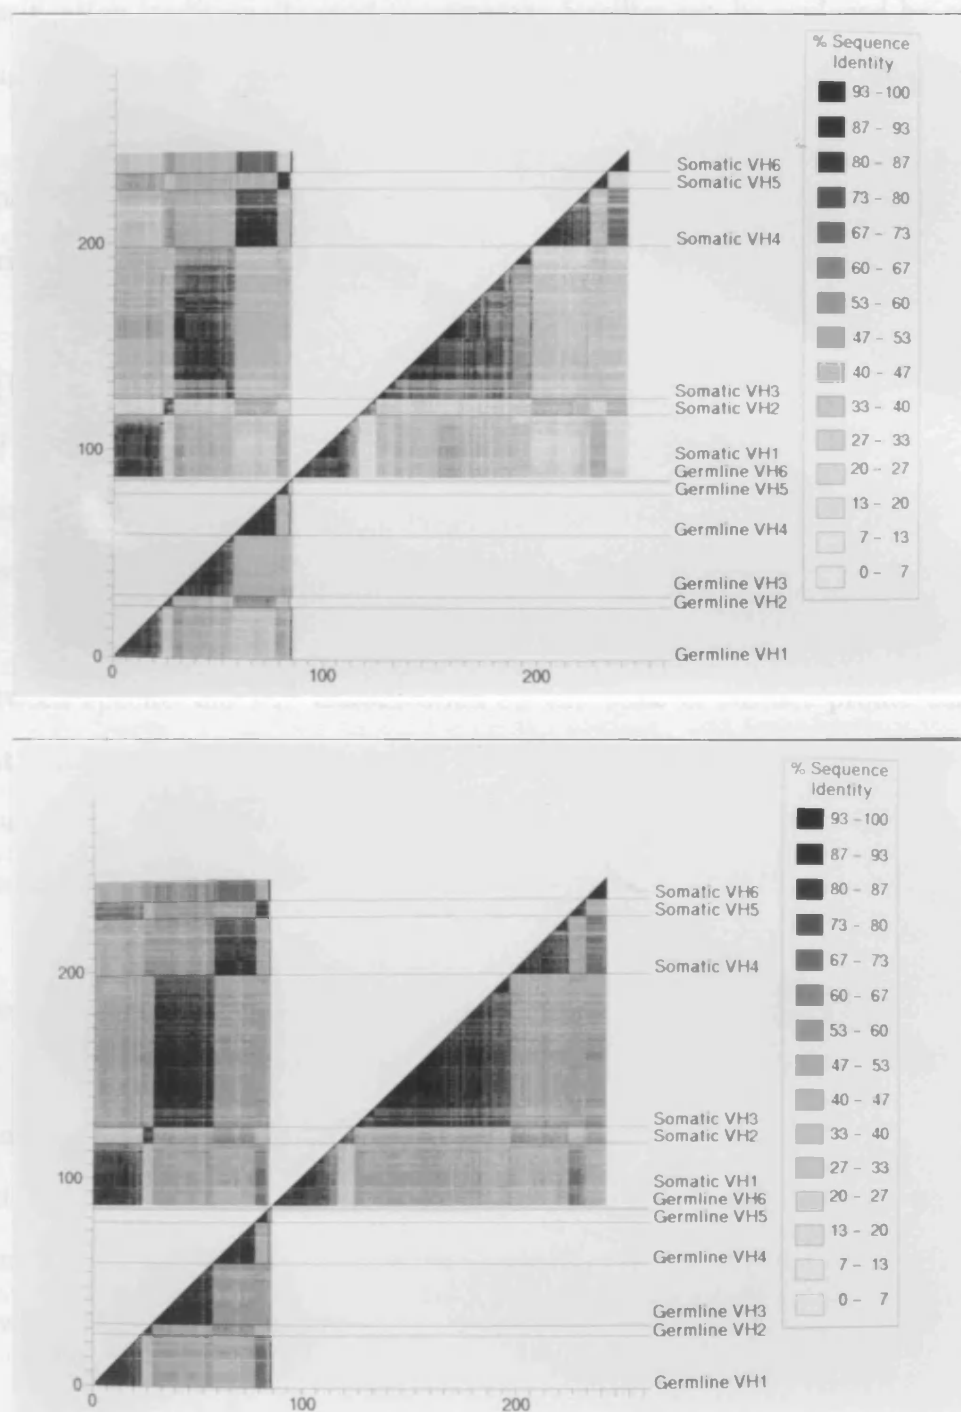 % Sequence
Identity
93 - 100
87 - 93
80 - 87
73 - 80
67 - 73
60 - 67
53 - 60
47 - 53
40 - 47
33 - 40
27 - 33
20 - 27
13 - 20
7 - 13
0 - 7
Somatic VH6
Somatic VH5
200
Somatic VH4
Somatic VH3
Somatic VH2
100
Somatic VH1
Germline VH6
Germline VH5
Germline VH4
Germline VH3
Germline VH2
0
Germline VH1
0 100 200
% Sequence
Identity
93 - 100
87 - 93
80 - 87
73 - 80
67 - 73
60 - 67
53 - 60
47 - 53
40 - 47
33 - 40
27 - 33
20 - 27
13 - 20
7 - 13
0 - 7
Somatic VH6
Somatic VH5
200
Somatic VH4
Somatic VH3
Somatic VH2
100
Somatic VH1
Germline VH6
Germline VH5
Germline VH4
Germline VH3
Germline VH2
0
Germline VH1
0 100 200